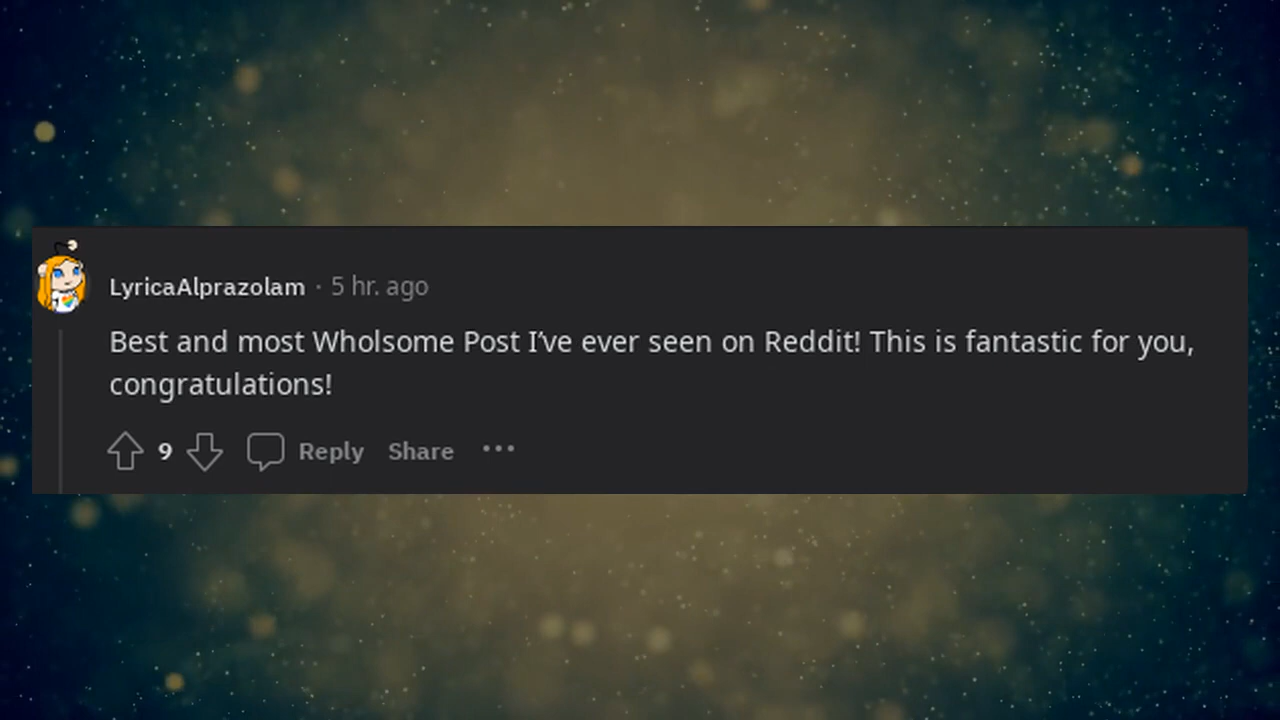 LyricaAlprazolam · 5 hr. ago
Best and most Wholsome Post I've ever seen on Reddit! This is fantastic for you,
congratulations!
9 Reply Share ···